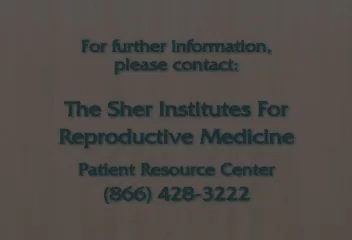 For further information,
please contact:
The Sher Institutes For
Reproductive Medicine
Patient Resource Center
(866) 428-3222